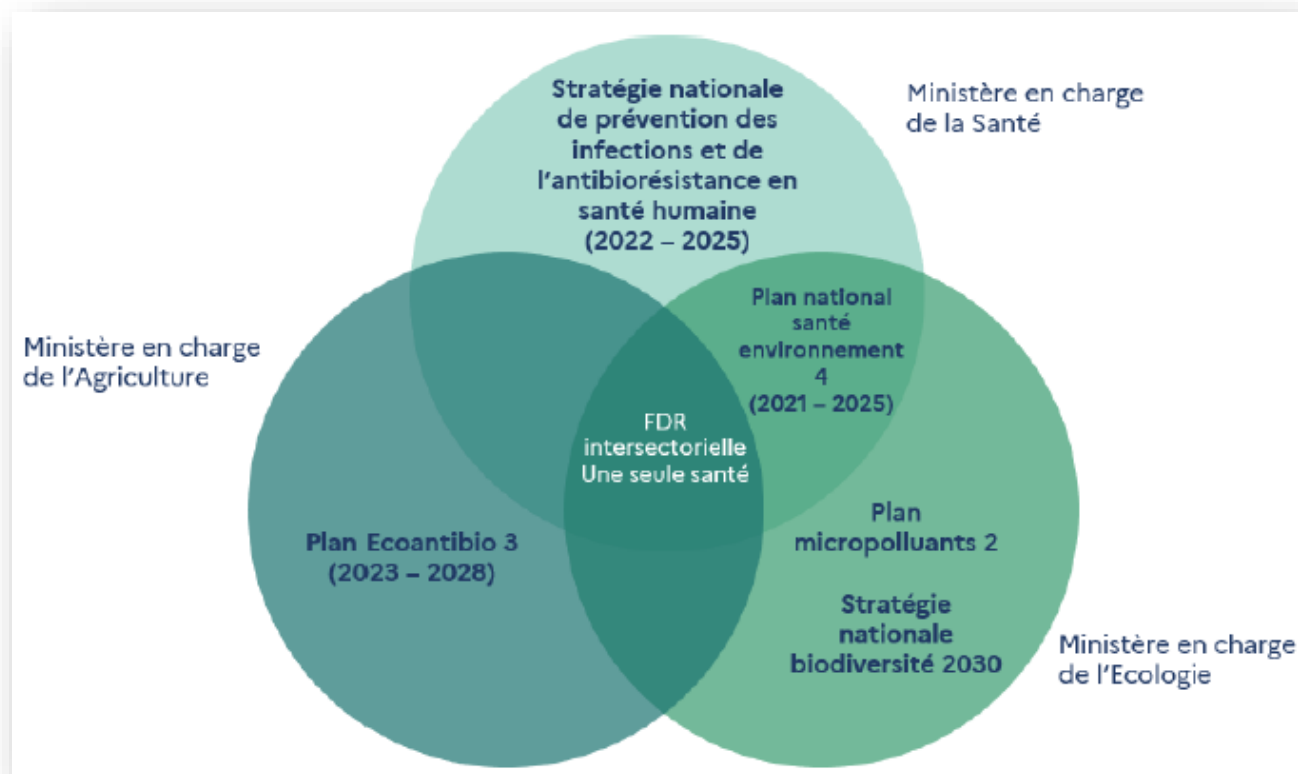 Stratégie nationale
de prévention des
infections et de
l'antibiorésistance en
santé humaine
(2022 – 2025)
Ministère en charge
de la Santé
Plan national
santé
environnement
4
(2021 – 2025)
Ministère en charge
de l'Agriculture
FDR
intersectorielle
Une seule santé
Plan Ecoantibio 3
(2023 – 2028)
Plan
micropolluants 2
Stratégie
nationale
biodiversité 2030
Ministère en charge
de l'Ecologie